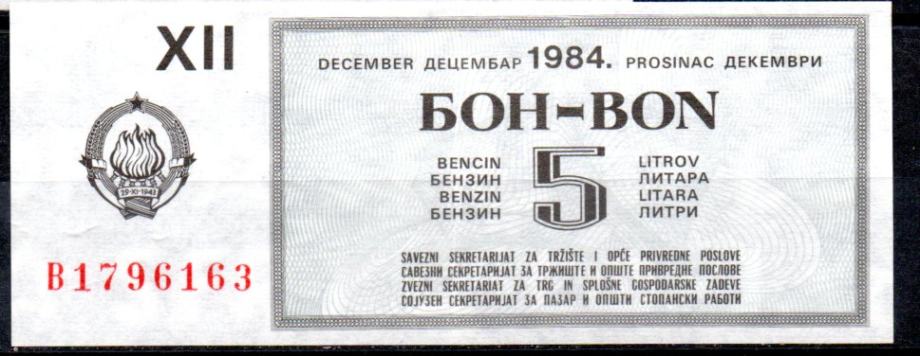 XII
29·XI·1943
B1796163
DECEMBER ДЕЦЕМБАР 1984. PROSINAC ДЕКЕМВРИ
БОН-BON
BENCIN 5 LITROV
БЕНЗИН ЛИТАРА
BENZIN LITARA
БЕНЗИН ЛИТРИ
SAVEZNI SEKRETARIJAT ZA TRŽIŠTE I OPĆE PRIVREDNE POSLOVE
САВЕЗНИ СЕКРЕТАРИЈАТ ЗА ТРЖИШТЕ И ОПШТЕ ПРИВРЕДНЕ ПОСЛОВЕ
ZVEZNI SEKRETARIAT ZA TRG IN SPLOŠNE GOSPODARSKE ZADEVE
СОЈУЗЕН СЕКРЕТАРИЈАТ ЗА ПАЗАР И ОПШТИ СТОПАНСКИ РАБОТИ